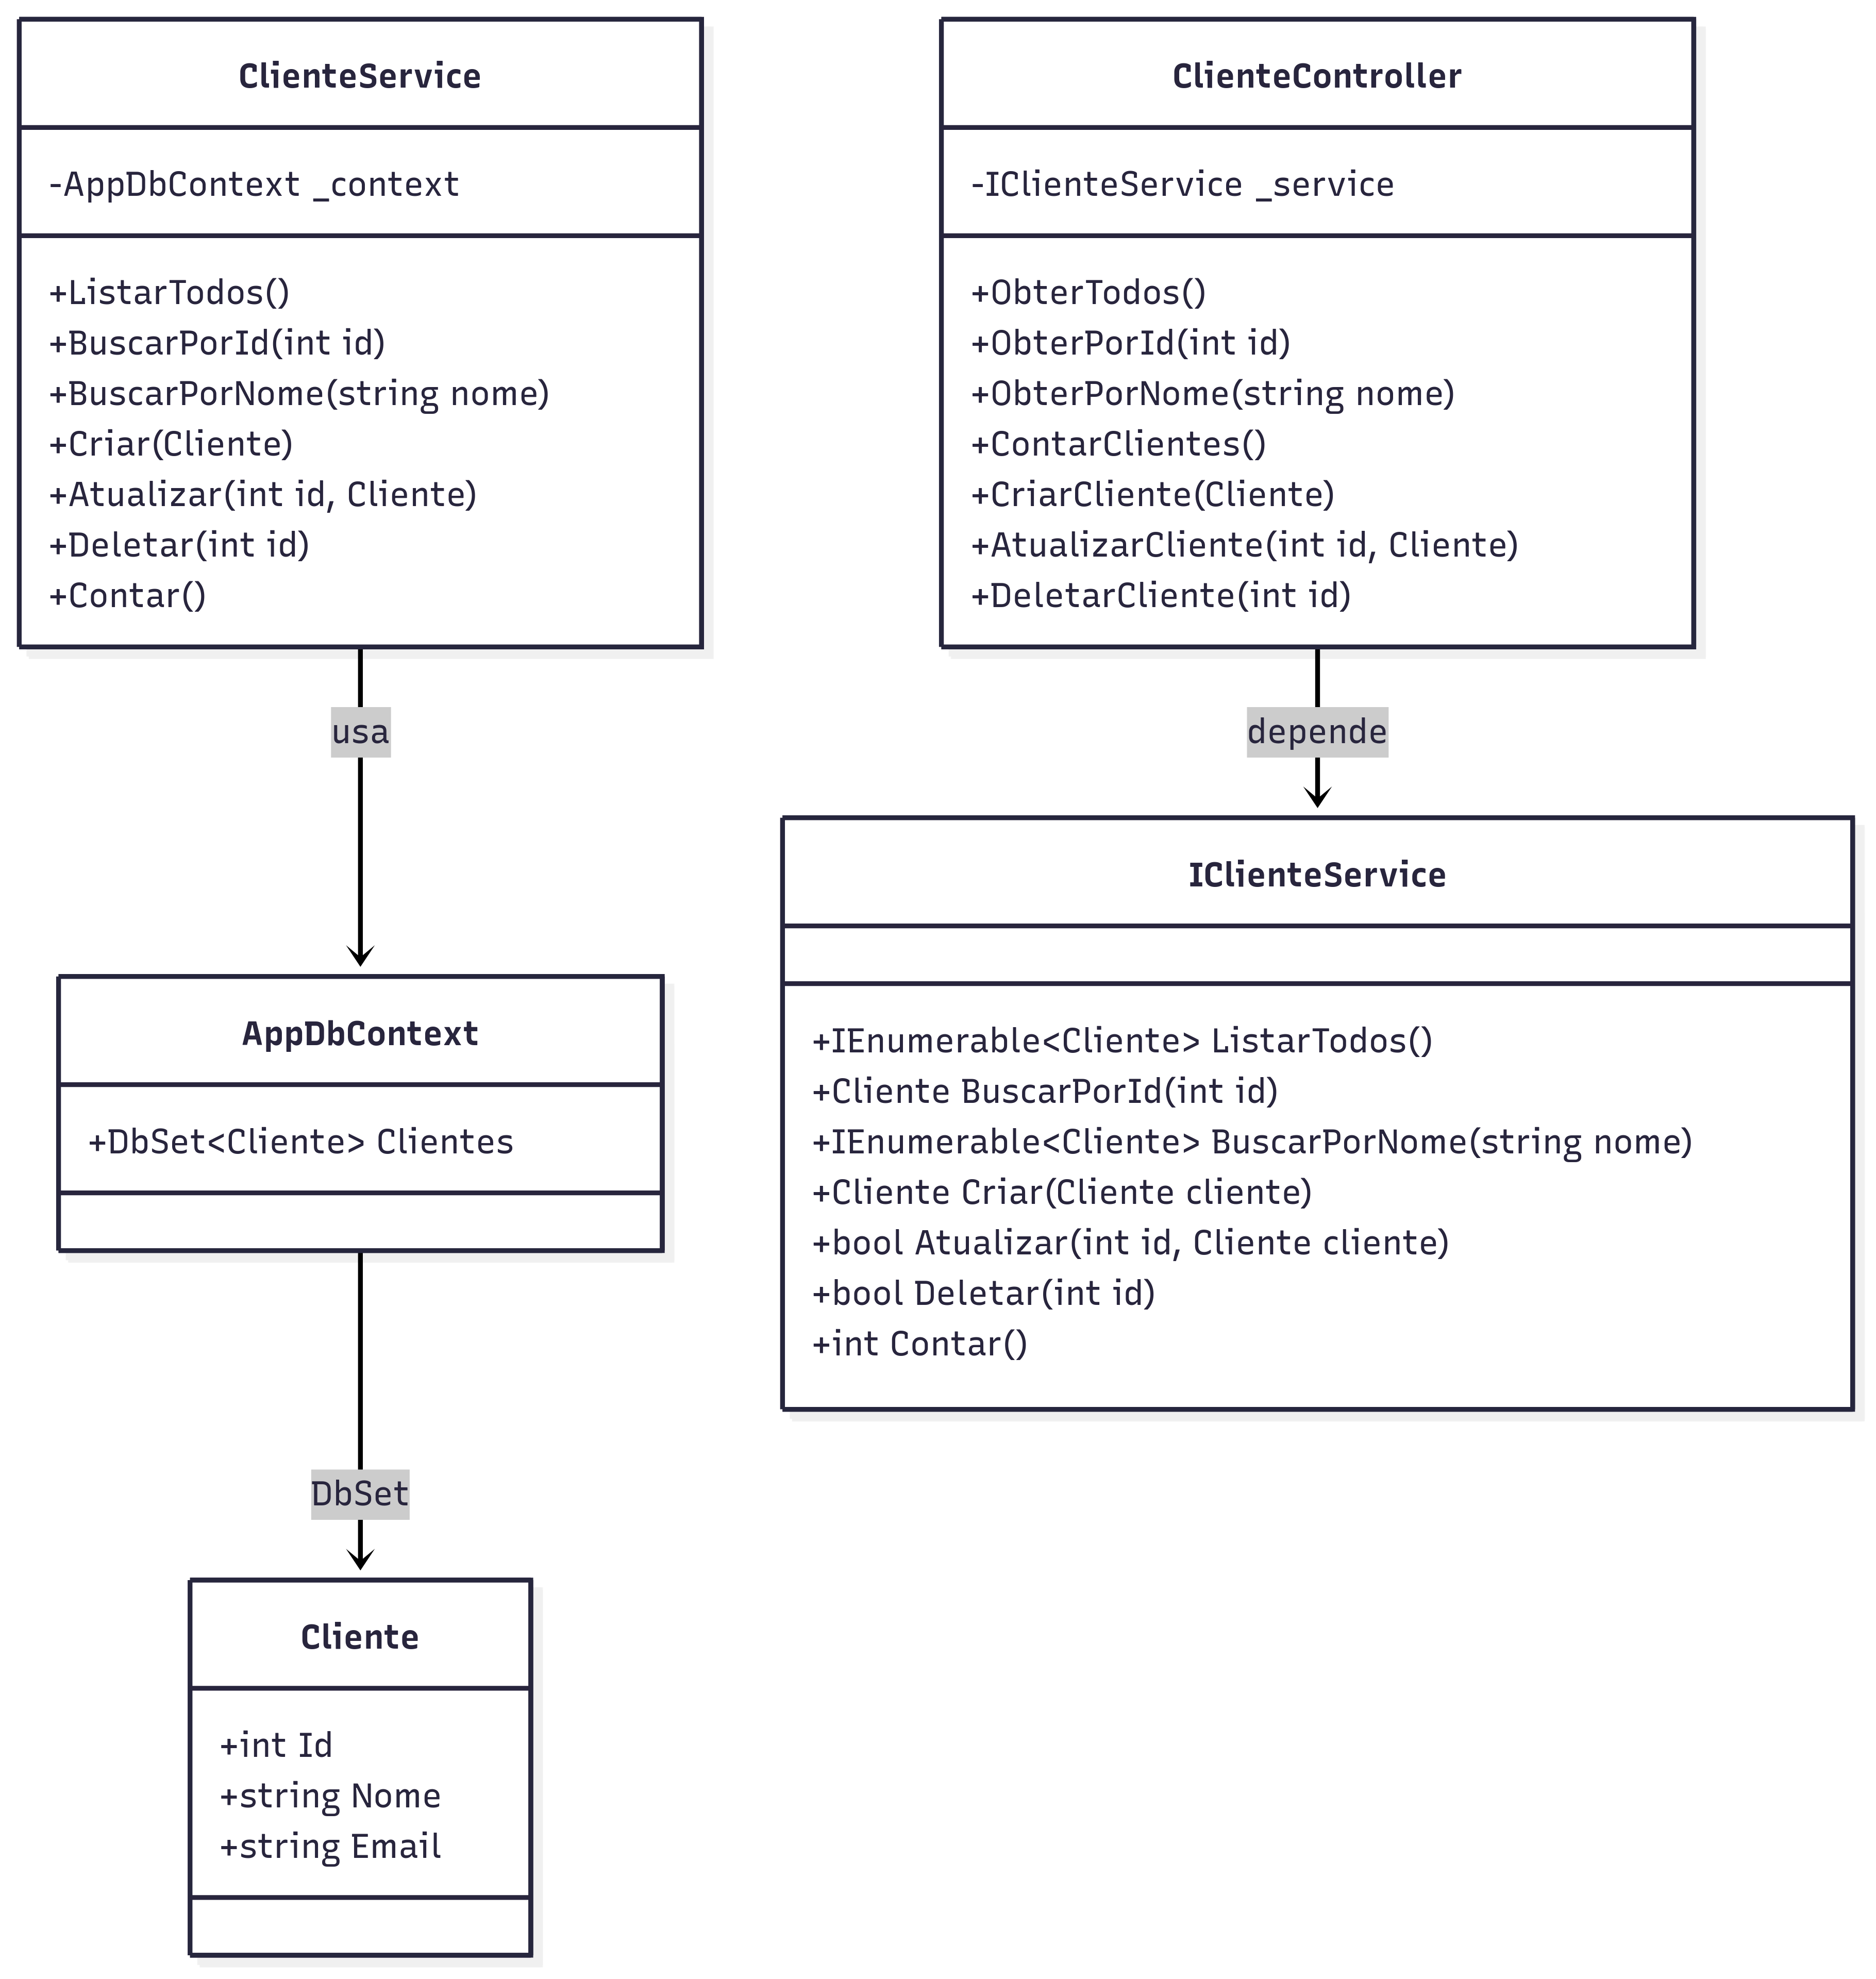 ClienteService
-AppDbContext _context
+ListarTodos()
+BuscarPorId(int id)
+BuscarPorNome(string nome)
+Criar(Cliente)
+Atualizar(int id, Cliente)
+Deletar(int id)
+Contar()
ClienteController
-IClienteService _service
+ObterTodos()
+ObterPorId(int id)
+ObterPorNome(string nome)
+ContarClientes()
+CriarCliente(Cliente)
+AtualizarCliente(int id, Cliente)
+DeletarCliente(int id)
usa
depende
IClienteService
+IEnumerable<Cliente> ListarTodos()
+Cliente BuscarPorId(int id)
+IEnumerable<Cliente> BuscarPorNome(string nome)
+Cliente Criar(Cliente cliente)
+bool Atualizar(int id, Cliente cliente)
+bool Deletar(int id)
+int Contar()
AppDbContext
+DbSet<Cliente> Clientes
DbSet
Cliente
+int Id
+string Nome
+string Email